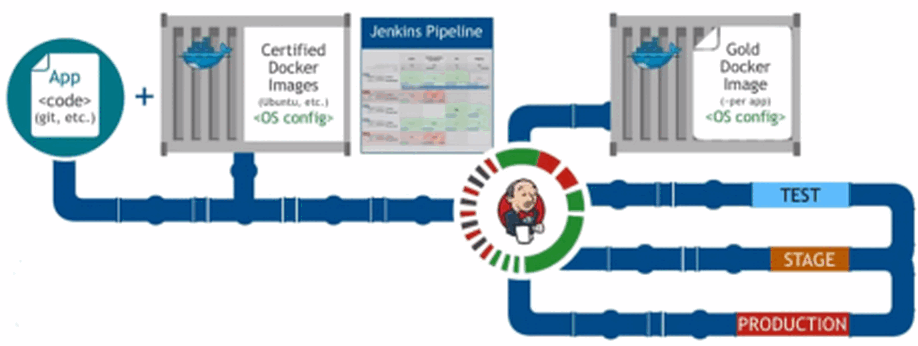 App
<code>
(git, etc.)
+
Certified
Docker
Images
(Ubuntu, etc.)
<OS config>
Jenkins Pipeline
Gold
Docker
Image
(~per app)
<OS config>
TEST
STAGE
PRODUCTION